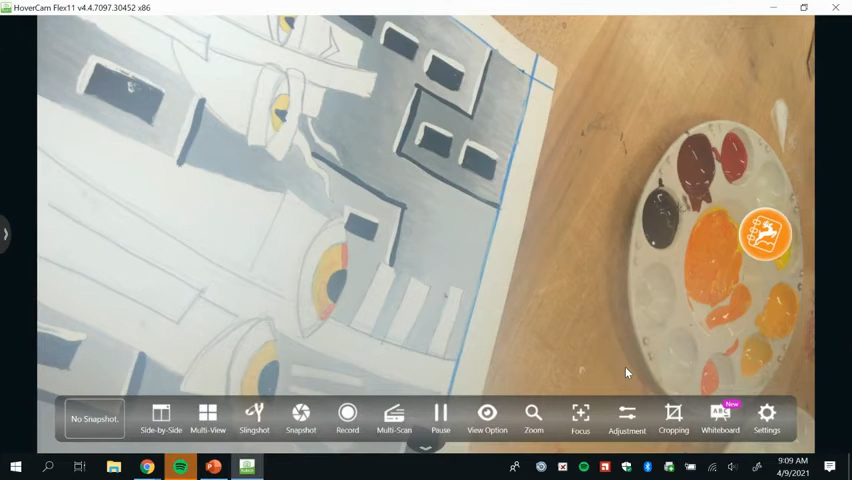 HoverCam Flex11 v4.4.7097.30452 x86
No Snapshot.
Side-by-Side
Multi-View
Slingshot
Snapshot
Record
Multi-Scan
Pause
View Option
Zoom
Focus
Adjustment
Cropping
New
ABC
Whiteboard
Settings
9:09 AM
4/9/2021